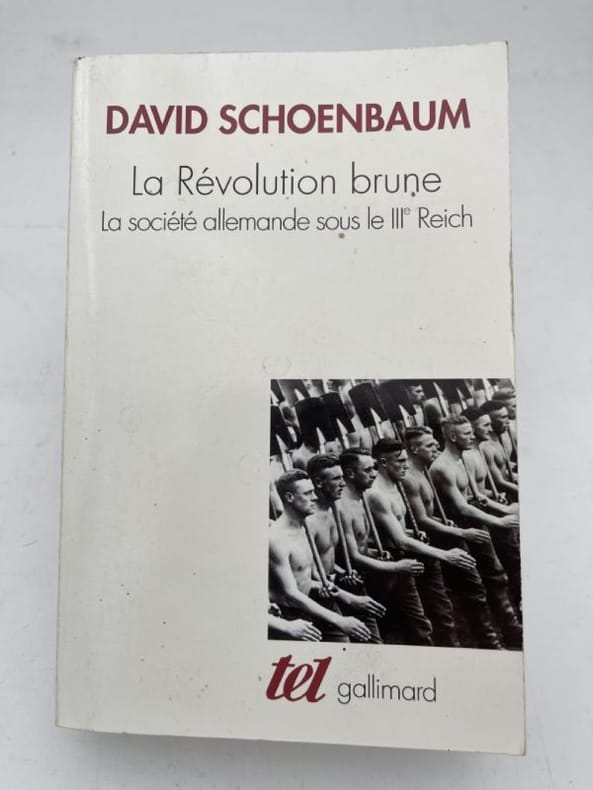 DAVID SCHOENBAUM
La Révolution brune
La société allemande sous le IIIe Reich
tel gallimard